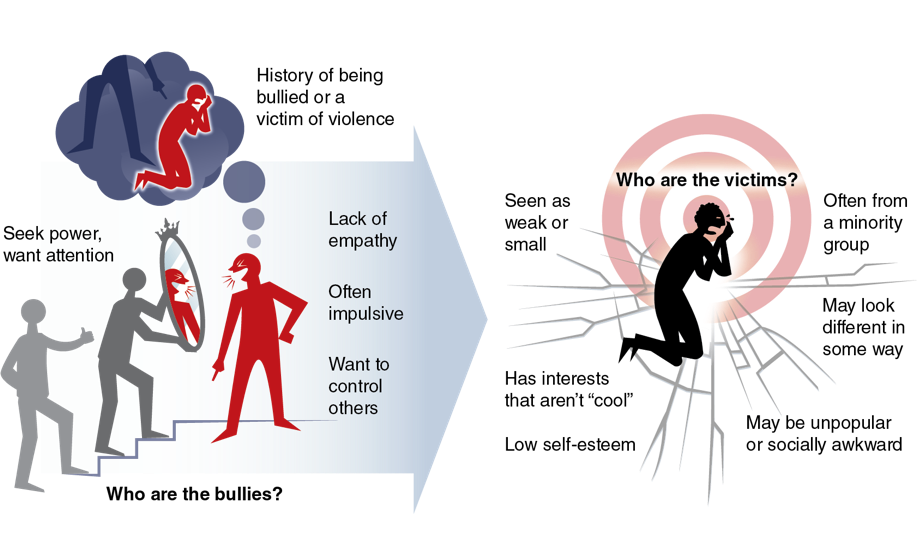 History of being
bullied or a
victim of violence
Seek power,
want attention
Lack of
empathy
Often
impulsive
Want to
control
others
Who are the bullies?
Who are the victims?
Seen as
weak or
small
Often from
a minority
group
May look
different in
some way
Has interests
that aren’t “cool”
Low self-esteem
May be unpopular
or socially awkward